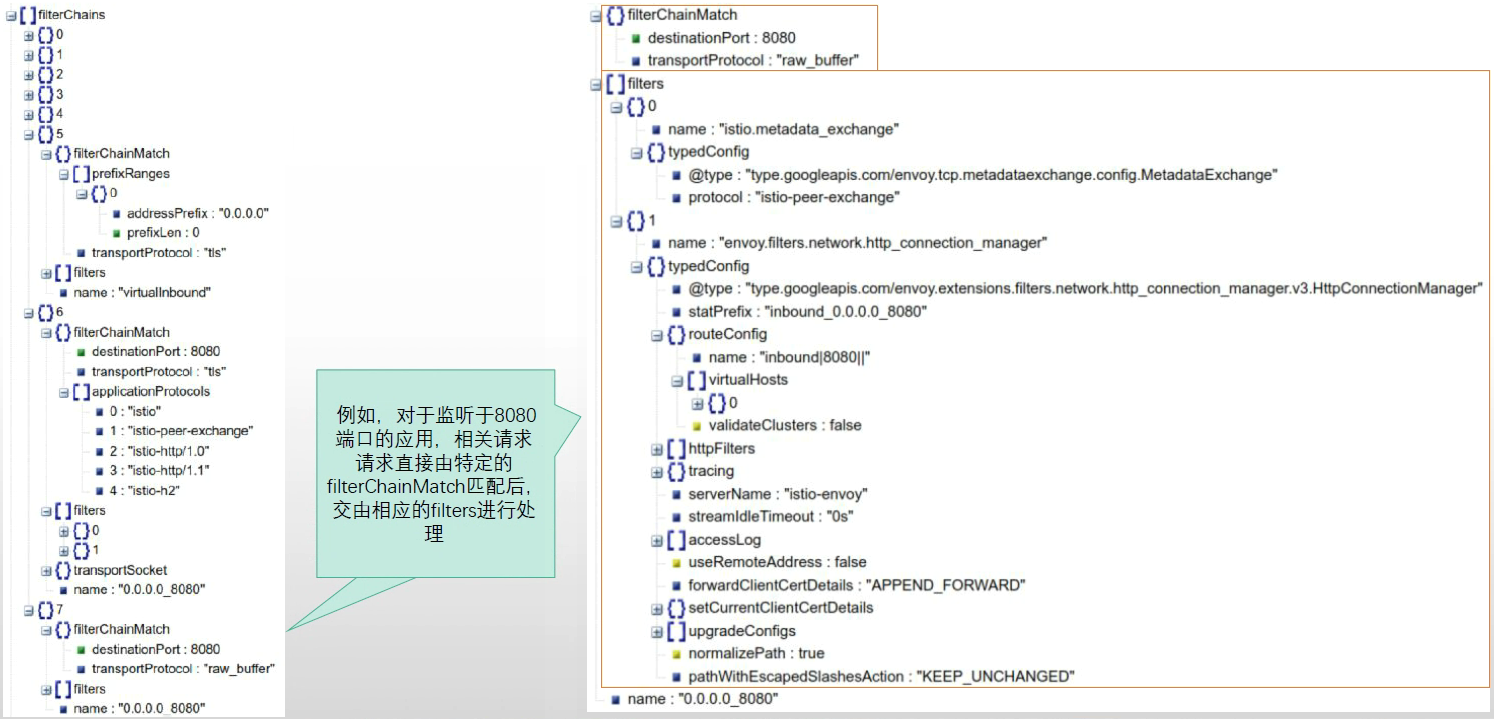 filterChains
0
1
2
3
4
5
filterChainMatch
prefixRanges
0
addressPrefix : "0.0.0.0"
prefixLen : 0
transportProtocol : "tls"
filters
name : "virtualInbound"
6
filterChainMatch
destinationPort : 8080
transportProtocol : "tls"
applicationProtocols
0 : "istio"
1 : "istio-peer-exchange"
2 : "istio-http/1.0"
3 : "istio-http/1.1"
4 : "istio-h2"
filters
0
1
transportSocket
name : "0.0.0.0_8080"
7
filterChainMatch
destinationPort : 8080
transportProtocol : "raw_buffer"
filters
name : "0.0.0.0_8080"
例如，对于监听于8080
端口的应用，相关请求
请求直接由特定的
filterChainMatch匹配后，
交由相应的filters进行处
理
filterChainMatch
destinationPort : 8080
transportProtocol : "raw_buffer"
filters
0
name : "istio.metadata_exchange"
typedConfig
@type : "type.googleapis.com/envoy.tcp.metadataexchange.config.MetadataExchange"
protocol : "istio-peer-exchange"
1
name : "envoy.filters.network.http_connection_manager"
typedConfig
@type : "type.googleapis.com/envoy.extensions.filters.network.http_connection_manager.v3.HttpConnectionManager"
statPrefix : "inbound_0.0.0.0_8080"
routeConfig
name : "inbound|8080||"
virtualHosts
0
validateClusters : false
httpFilters
tracing
serverName : "istio-envoy"
streamIdleTimeout : "0s"
accessLog
useRemoteAddress : false
forwardClientCertDetails : "APPEND_FORWARD"
setCurrentClientCertDetails
upgradeConfigs
normalizePath : true
pathWithEscapedSlashesAction : "KEEP_UNCHANGED"
name : "0.0.0.0_8080"